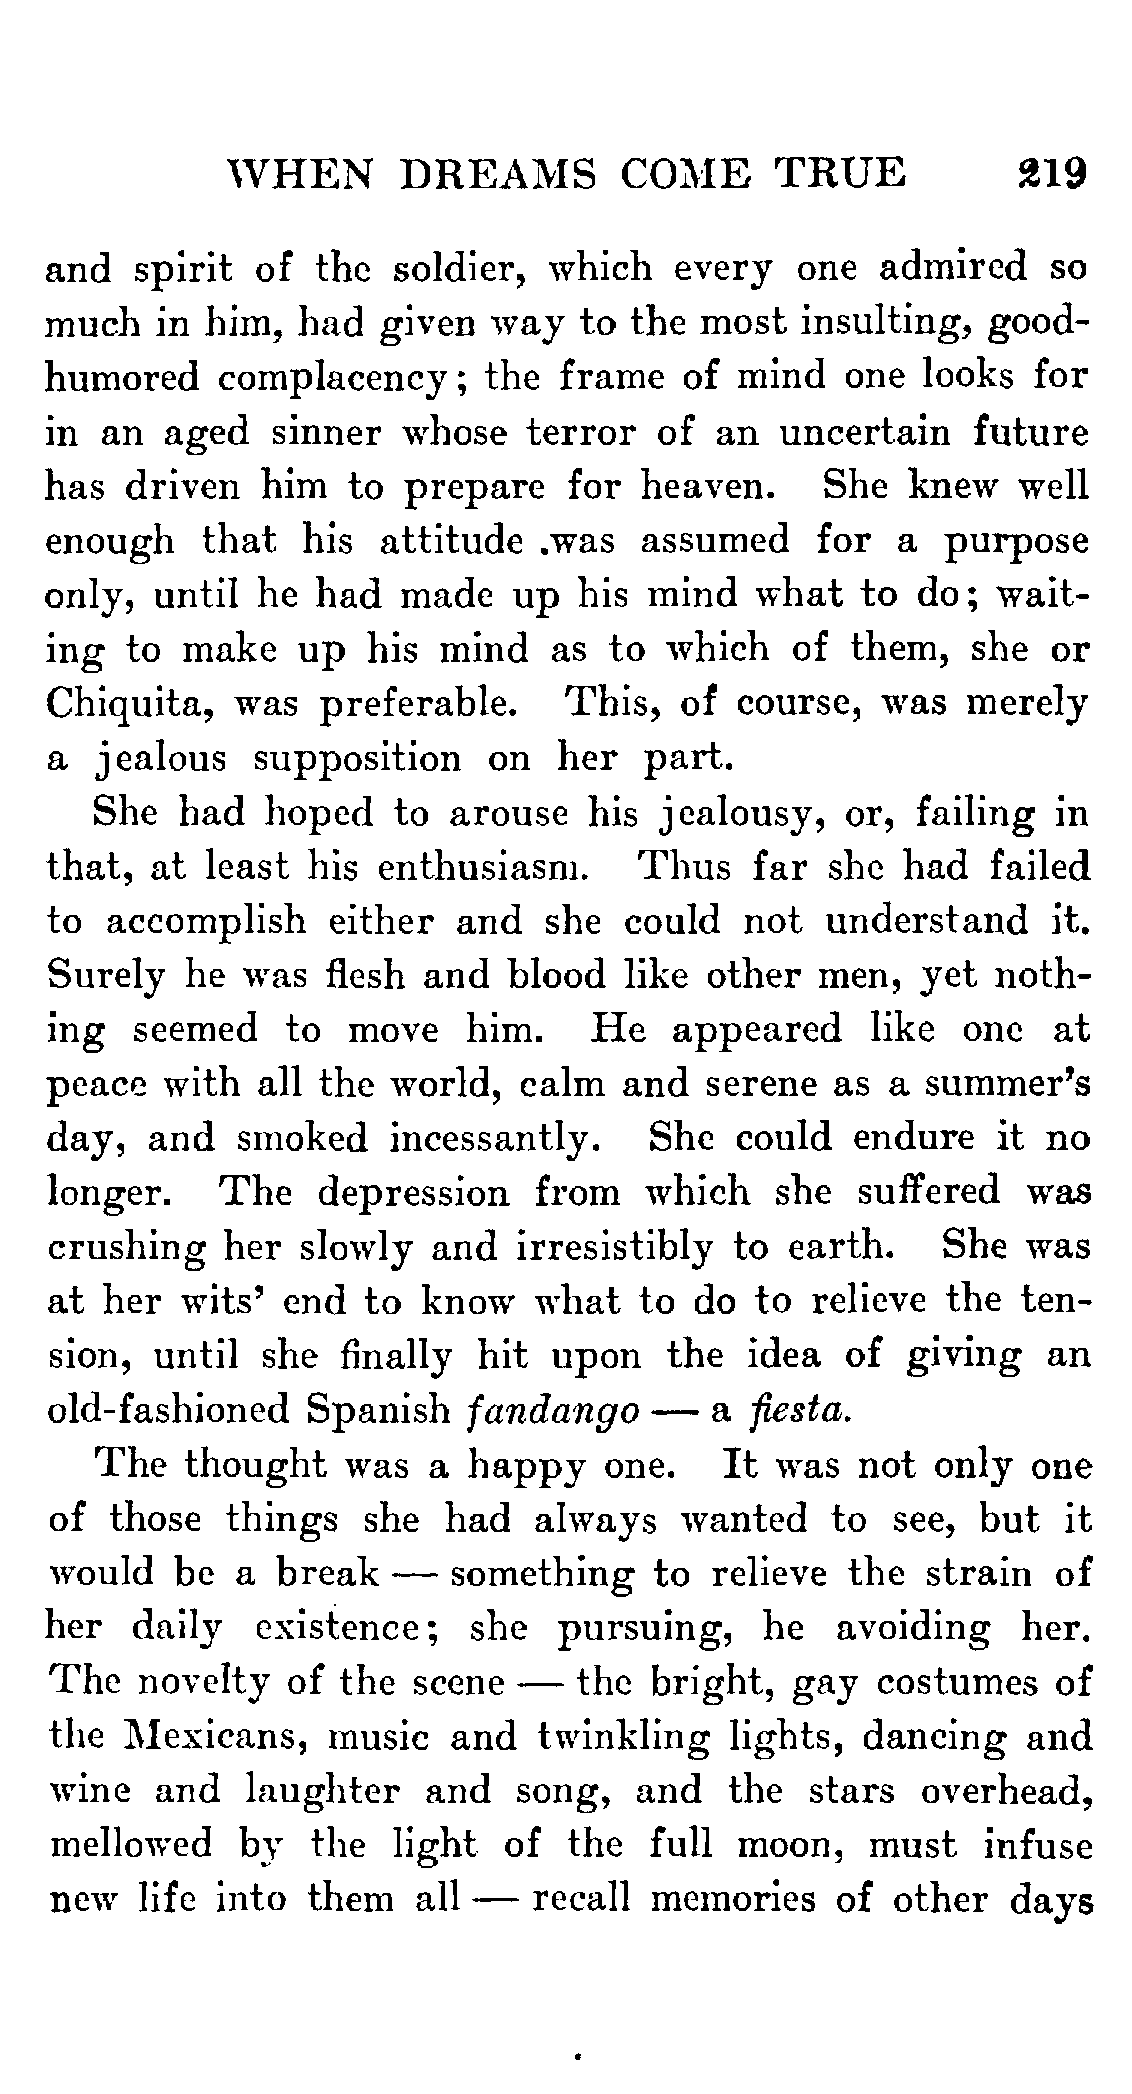 WHEN DREAMS COME TRUE 219
and spirit of the soldier, which every one admired so
much in him, had given way to the most insulting, good-
humored complacency; the frame of mind one looks for
in an aged sinner whose terror of an uncertain future
has driven him to prepare for heaven. She knew well
enough that his attitude .was assumed for a purpose
only, until he had made up his mind what to do; wait-
ing to make up his mind as to which of them, she or
Chiquita, was preferable. This, of course, was merely
a jealous supposition on her part.
She had hoped to arouse his jealousy, or, failing in
that, at least his enthusiasm. Thus far she had failed
to accomplish either and she could not understand it.
Surely he was flesh and blood like other men, yet noth-
ing seemed to move him. He appeared like one at
peace with all the world, calm and serene as a summer's
day, and smoked incessantly. She could endure it no
longer. The depression from which she suffered was
crushing her slowly and irresistibly to earth. She was
at her wits' end to know what to do to relieve the ten-
sion, until she finally hit upon the idea of giving an
old-fashioned Spanish fandango — a fiesta.
The thought was a happy one. It was not only one
of those things she had always wanted to see, but it
would be a break — something to relieve the strain of
her daily existence; she pursuing, he avoiding her.
The novelty of the scene — the bright, gay costumes of
the Mexicans, music and twinkling lights, dancing and
wine and laughter and song, and the stars overhead,
mellowed by the light of the full moon, must infuse
new life into them all — recall memories of other days